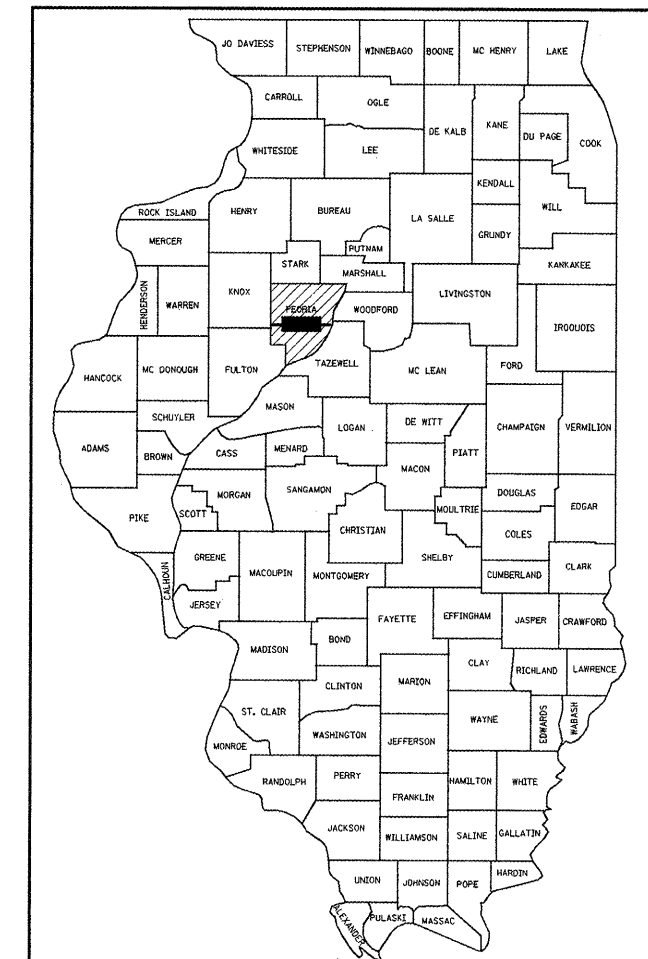 JO DAVIESS
STEPHENSON
WINNEBAGO
BOONE
MC HENRY
LAKE
CARROLL
OGLE
DE KALB
KANE
DU PAGE
COOK
WHITESIDE
LEE
KENDALL
WILL
ROCK ISLAND
HENRY
BUREAU
LA SALLE
GRUNDY
MERCER
PUTNAM
STARK
MARSHALL
KANKAKEE
HENDERSON
WARREN
KNOX
PEORIA
WOODFORD
LIVINGSTON
IROQUOIS
HANCOCK
MC DONOUGH
FULTON
TAZEWELL
MC LEAN
FORD
SCHUYLER
MASON
LOGAN
DE WITT
CHAMPAIGN
VERMILION
ADAMS
BROWN
CASS
MENARD
MACON
PIATT
PIKE
SCOTT
MORGAN
SANGAMON
CHRISTIAN
MOULTRIE
DOUGLAS
EDGAR
COLES
CALHOUN
GREENE
MACOUPIN
MONTGOMERY
SHELBY
CUMBERLAND
CLARK
JERSEY
FAYETTE
EFFINGHAM
JASPER
CRAWFORD
MADISON
BOND
CLAY
RICHLAND
LAWRENCE
CLINTON
MARION
ST. CLAIR
WAYNE
EDWARDS
WABASH
MONROE
WASHINGTON
JEFFERSON
RANDOLPH
PERRY
HAMILTON
WHITE
FRANKLIN
JACKSON
WILLIAMSON
SALINE
GALLATIN
UNION
JOHNSON
POPE
HARDIN
ALEXANDER
PULASKI
MASSAC